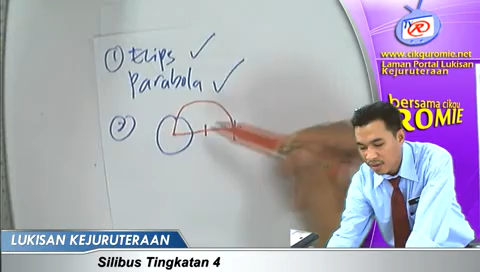 www.cikguromie.net
Laman Portal Lukisan
Kejuruteraan
bersama cikgu
ROMIE
① Elips ✓
Parabola ✓
②
LUKISAN KEJURUTERAAN
Silibus Tingkatan 4